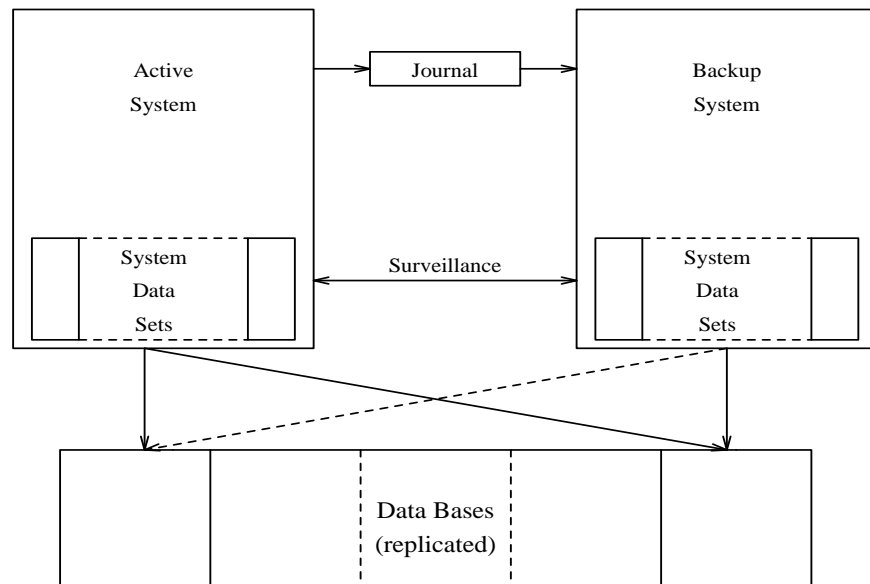 Active
System
Journal
Backup
System
System
Data
Sets
Surveillance
System
Data
Sets
Data Bases
(replicated)